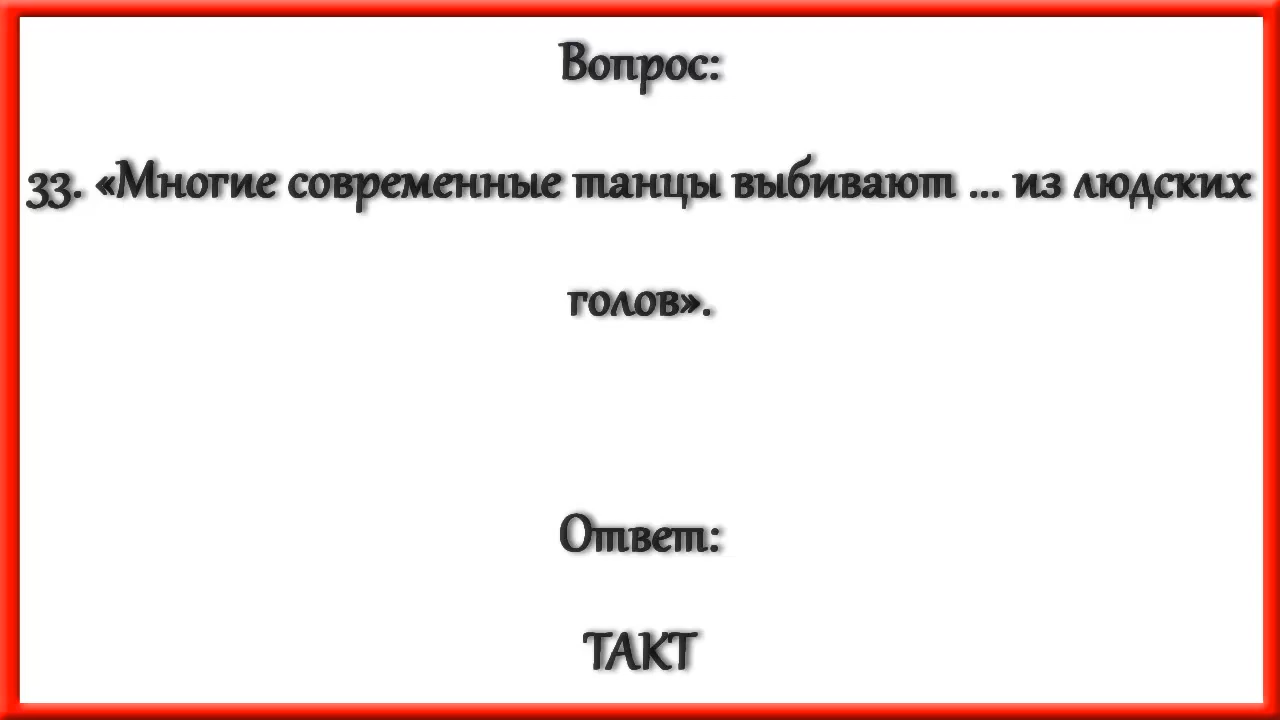 Вопрос:
33. «Многие современные танцы выбивают ... из людских
голов».
Ответ:
ТАКТ